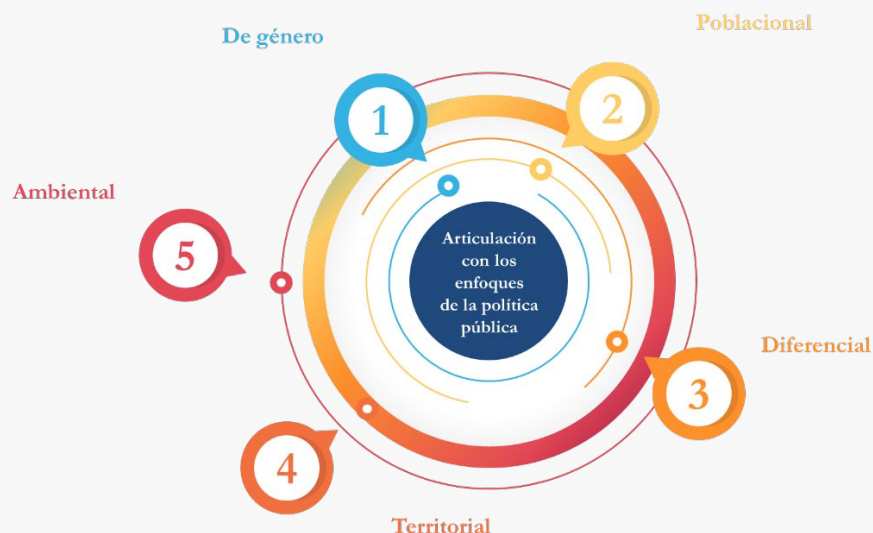 De género
1
Poblacional
2
Diferencial
3
Territorial
4
Ambiental
5
Articulación
con los
enfoques
de la política
pública